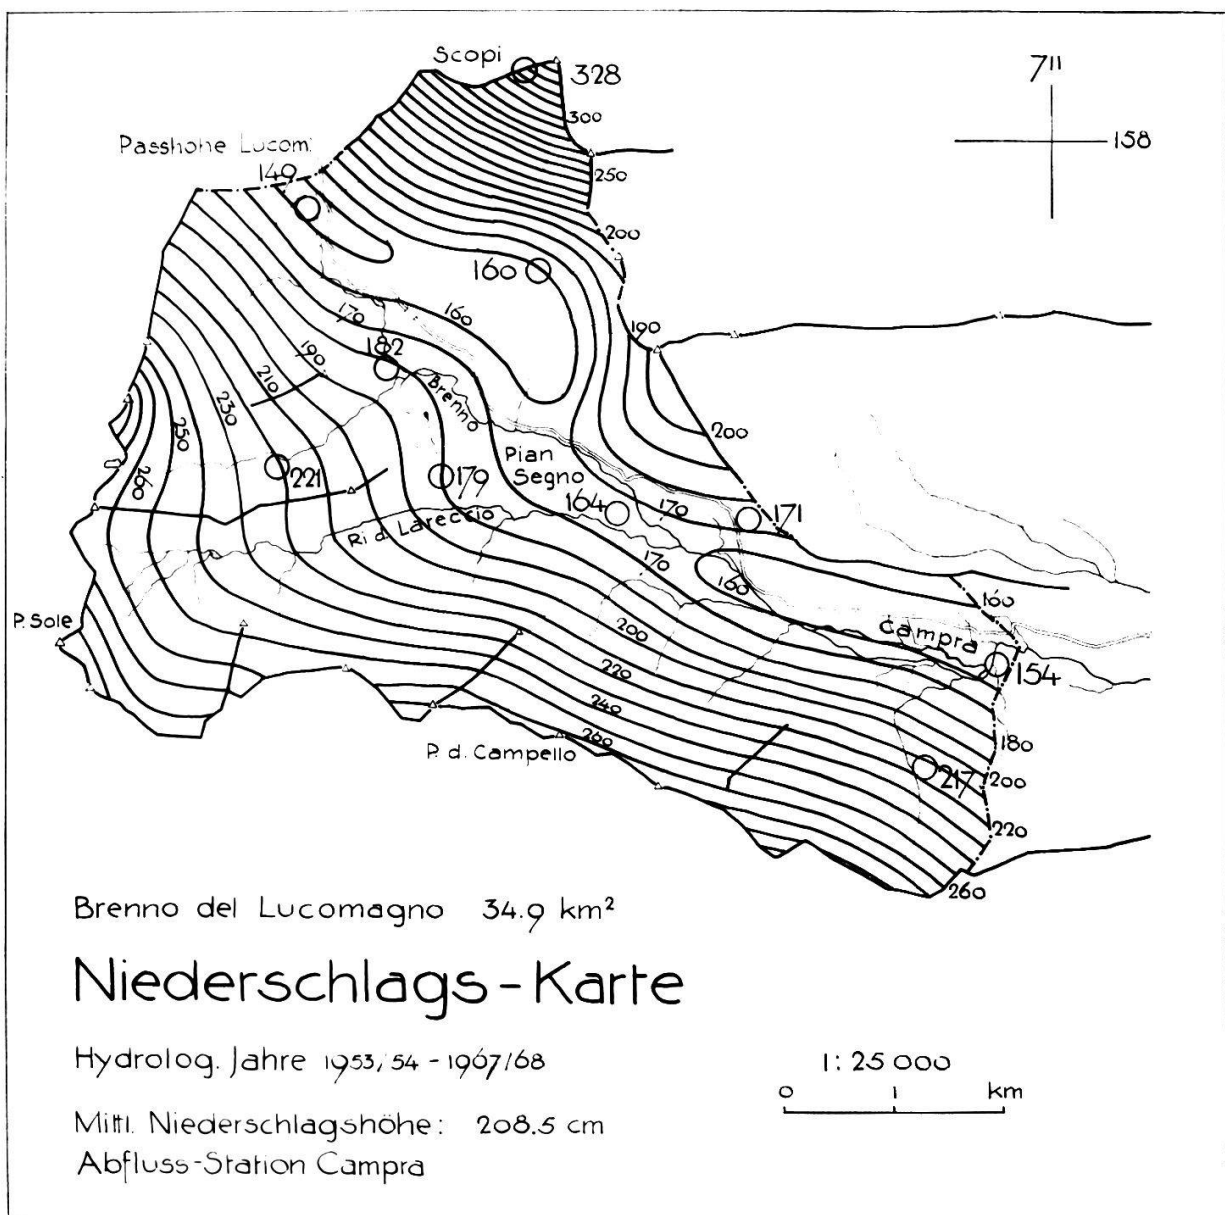 Scopi
328
300
7''
158
Passhöhe Lucom.
149
250
200
160
190
160
170
182
190
210
Brenno
230
250
260
200
221
179
Pian
Segno
164
170
171
Ri d. Lareccio
170
160
160
P. Sole
200
Campra
154
220
240
180
P. d. Campello
260
217
200
220
260
Brenno del Lucomagno 34.9 km²
Niederschlags-Karte
Hydrolog. Jahre 1953/54 - 1967/68
1:25 000
0 1 km
Mittl. Niederschlagshöhe: 208.5 cm
Abfluss-Station Campra